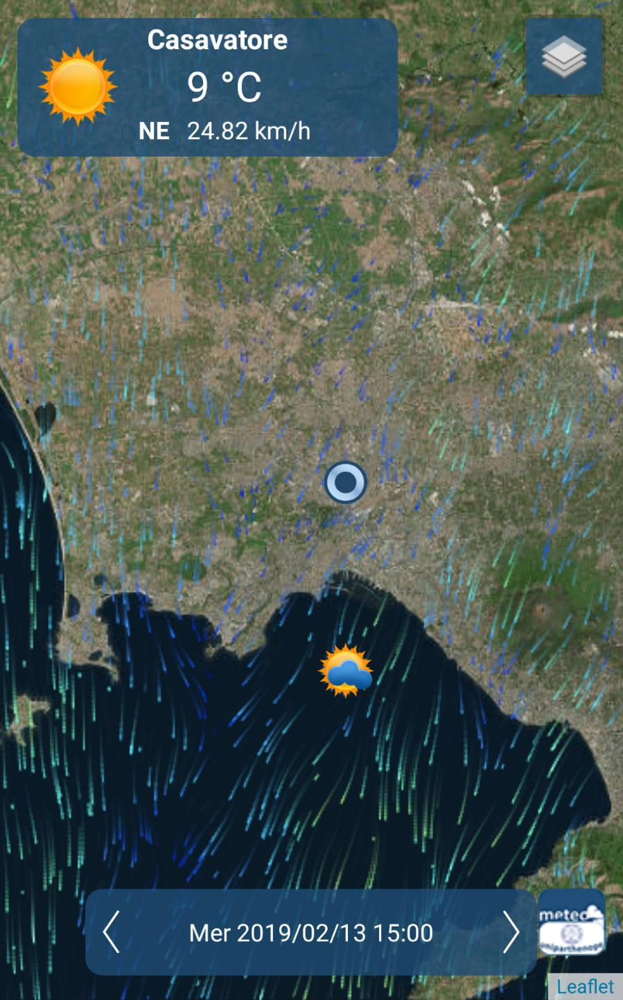 Casavatore
9 °C
NE 24.82 km/h
Mer 2019/02/13 15:00
meteo
uniparthenope
Leaflet